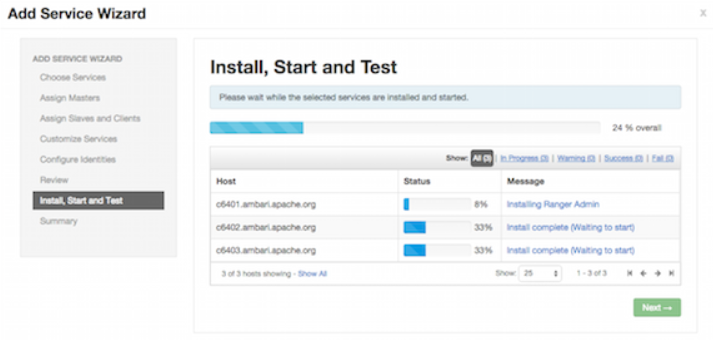 Add Service Wizard
X
ADD SERVICE WIZARD
Choose Services
Assign Masters
Assign Slaves and Clients
Customize Services
Configure Identities
Review
Install, Start and Test
Summary
Install, Start and Test
Please wait while the selected services are installed and started.
24 % overall
Show: All (3) | In Progress (3) | Warning (0) | Success (0) | Fail (0)
Host Status Message
c6401.ambari.apache.org 8% Installing Ranger Admin
c6402.ambari.apache.org 33% Install complete (Waiting to start)
c6403.ambari.apache.org 33% Install complete (Waiting to start)
3 of 3 hosts showing - Show All Show: 25 1 - 3 of 3
Next →